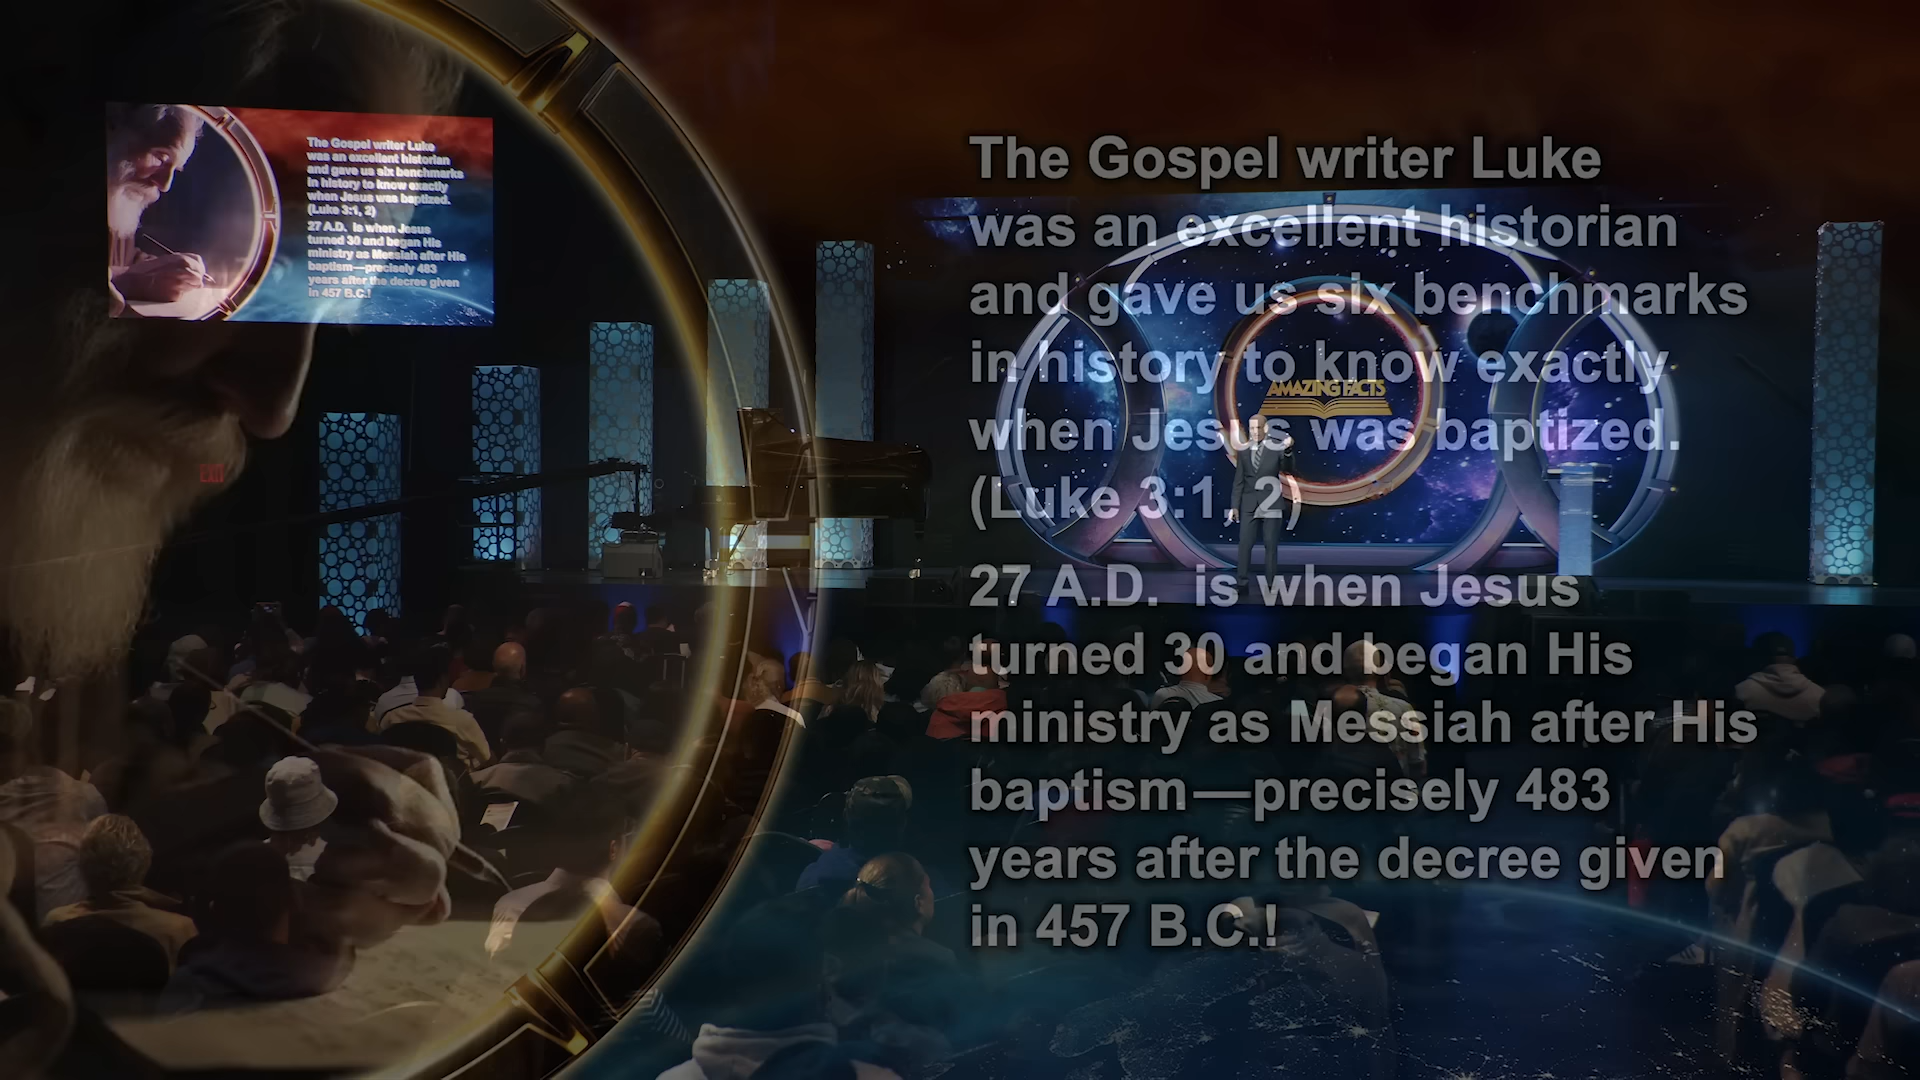 The Gospel writer Luke
was an excellent historian
and gave us six benchmarks
in history to know exactly
when Jesus was baptized.
(Luke 3:1, 2)
27 A.D. is when Jesus
turned 30 and began His
ministry as Messiah after His
baptism—precisely 483
years after the decree given
in 457 B.C.!
The Gospel writer Luke
was an excellent historian
and gave us six benchmarks
in history to know exactly
when Jesus was baptized.
(Luke 3:1, 2)
27 A.D. is when Jesus
turned 30 and began His
ministry as Messiah after His
baptism—precisely 483
years after the decree given
in 457 B.C.!
AMAZING FACTS
EXIT